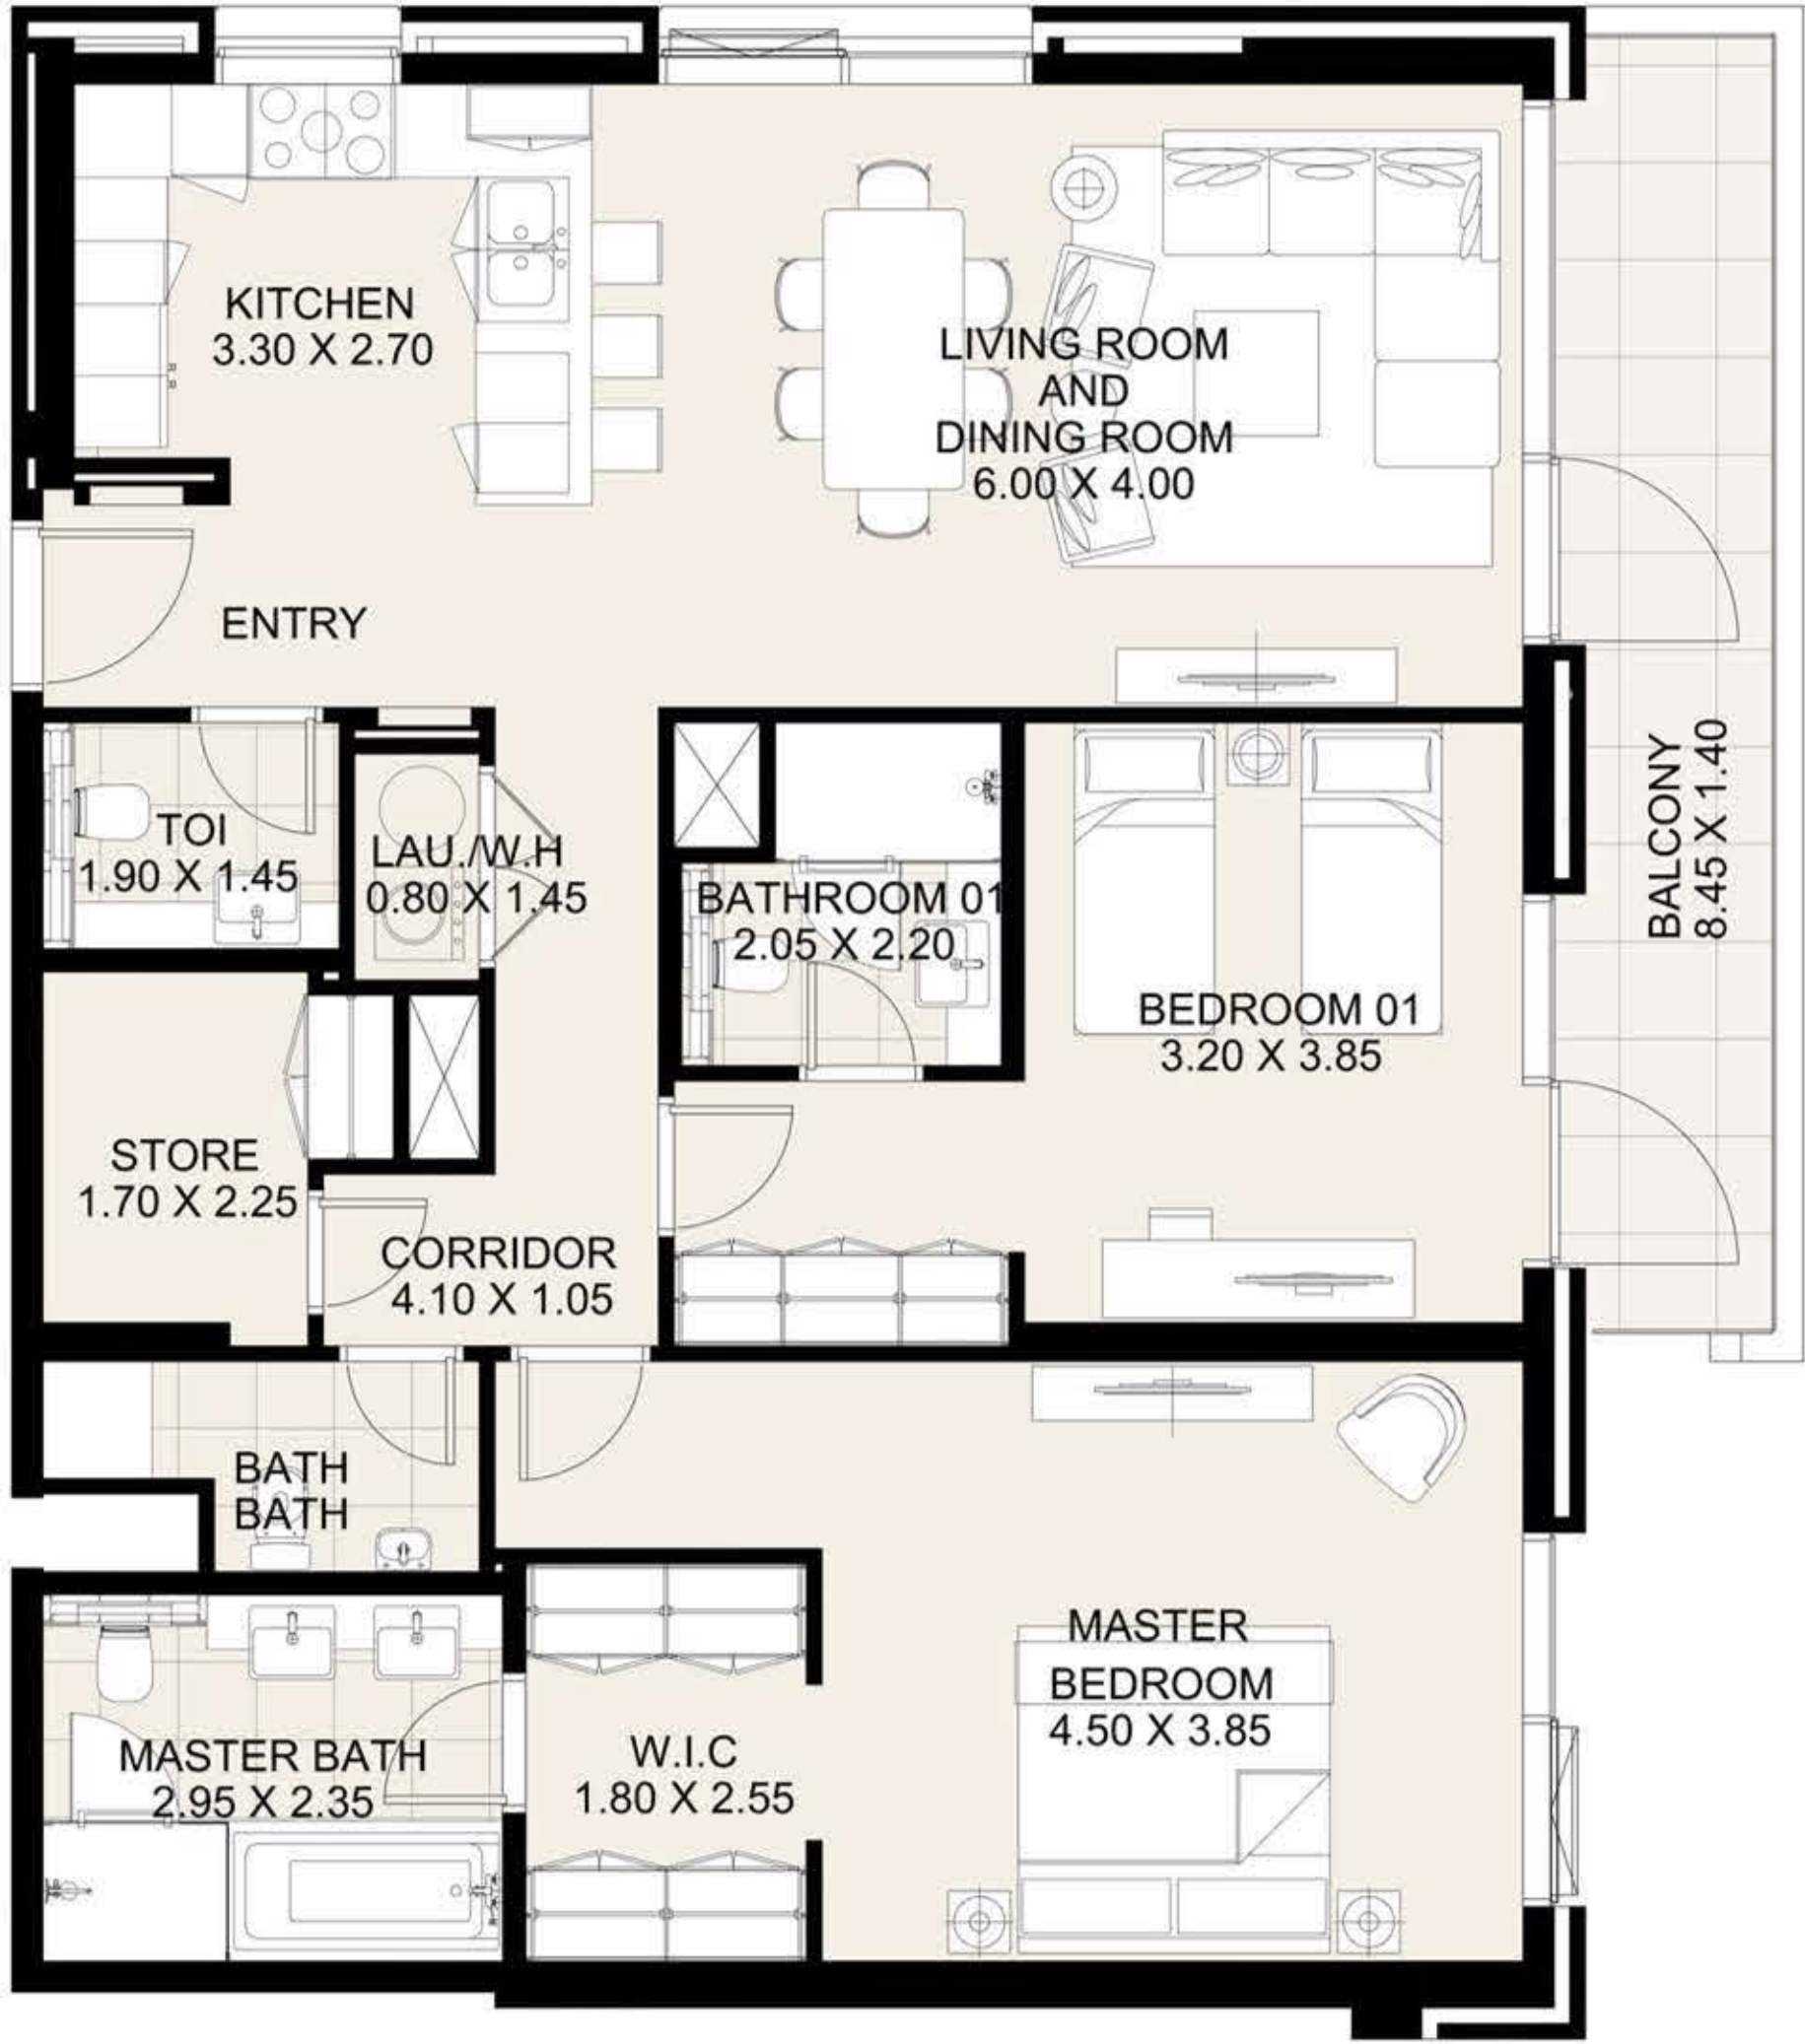 KITCHEN
3.30 X 2.70
LIVING ROOM
AND
DINING ROOM
6.00 X 4.00
ENTRY
TOI
1.90 X 1.45
LAU./W.H
0.80 X 1.45
BATHROOM 01
2.05 X 2.20
BEDROOM 01
3.20 X 3.85
BALCONY
8.45 X 1.40
STORE
1.70 X 2.25
CORRIDOR
4.10 X 1.05
BATH
BATH
MASTER BATH
2.95 X 2.35
W.I.C
1.80 X 2.55
MASTER
BEDROOM
4.50 X 3.85